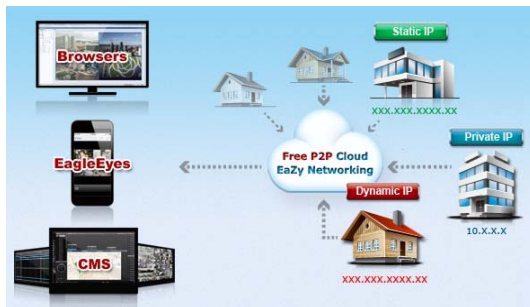 Browsers
Static IP
XXX.XXX.XXXX.XX
EagleEyes
Free P2P Cloud
EaZy Networking
Private IP
10.X.X.X
Dynamic IP
XXX.XXX.XXXX.XX
CMS